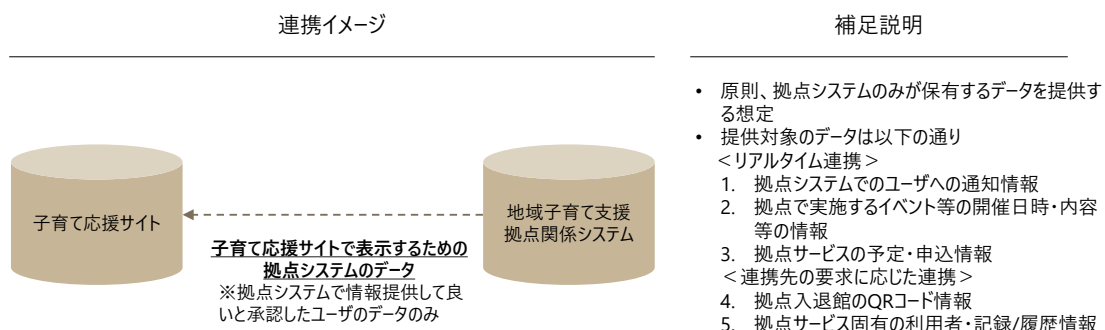 連携イメージ
補足説明
子育て応援サイト
地域子育て支援
拠点関係システム
子育て応援サイトで表示するための
拠点システムのデータ
※拠点システムで情報提供して良
いと承認したユーザのデータのみ
• 原則、拠点システムのみが保有するデータを提供す
る想定
• 提供対象のデータは以下の通り
＜リアルタイム連携＞
1. 拠点システムでのユーザへの通知情報
2. 拠点で実施するイベント等の開催日時・内容
等の情報
3. 拠点サービスの予定・申込情報
＜連携先の要求に応じた連携＞
4. 拠点入退館のQRコード情報
5. 拠点サービス固有の利用者・記録/履歴情報